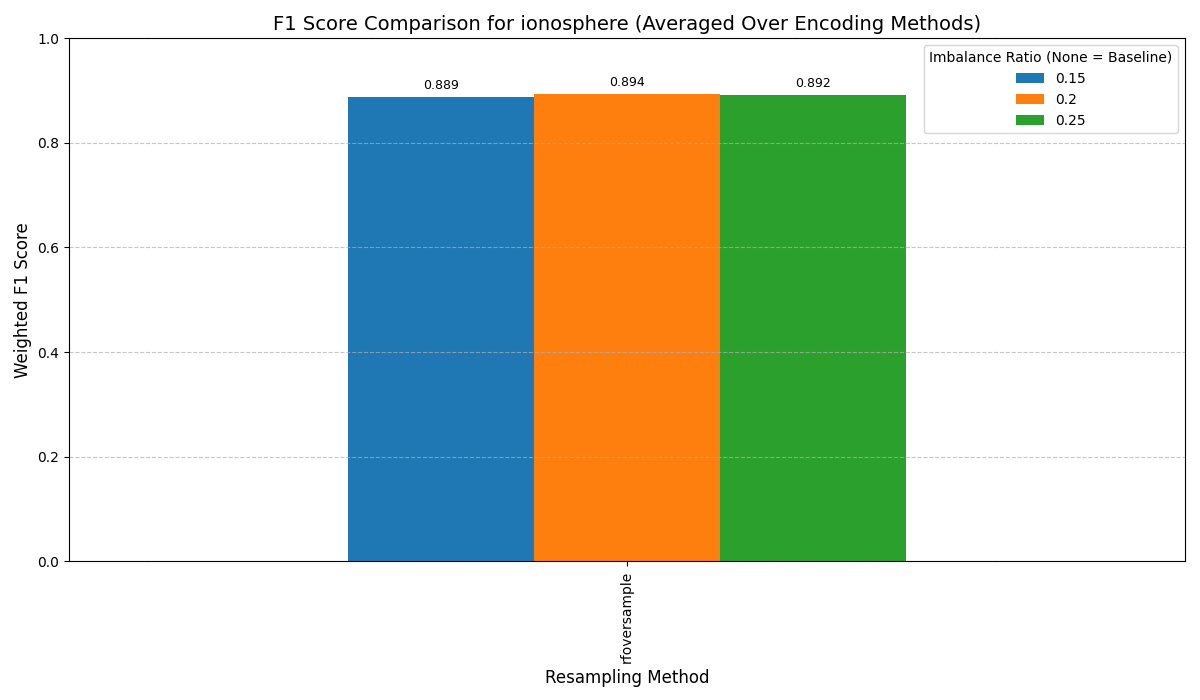 F1 Score Comparison for ionosphere (Averaged Over Encoding Methods)
Weighted F1 Score
1.0
0.8
0.6
0.4
0.2
0.0
0.889
0.894
0.892
Imbalance Ratio (None = Baseline)
0.15
0.2
0.25
rfoversample
Resampling Method